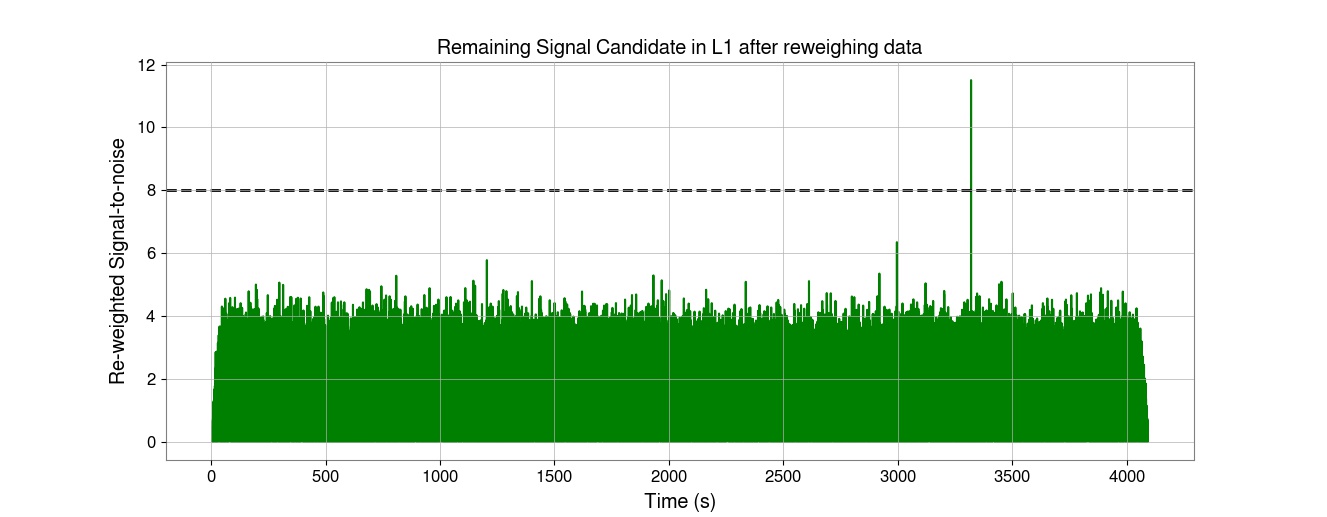 Remaining Signal Candidate in L1 after reweighing data
Re-weighted Signal-to-noise
12
10
8
6
4
2
0
0 500 1000 1500 2000 2500 3000 3500 4000
Time (s)